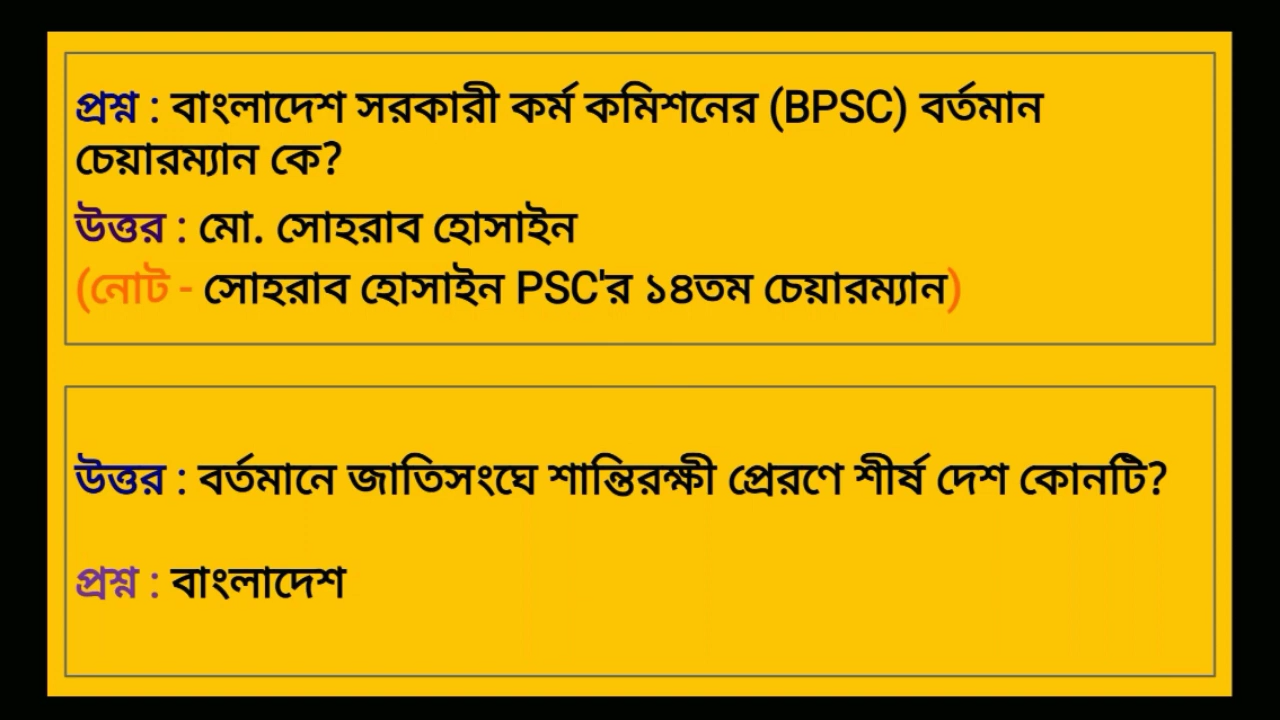 প্রশ্ন : বাংলাদেশ সরকারী কর্ম কমিশনের (BPSC) বর্তমান
চেয়ারম্যান কে?
উত্তর : মো. সোহরাব হোসাইন
(নোট - সোহরাব হোসাইন PSC'র ১৪তম চেয়ারম্যান)
উত্তর : বর্তমানে জাতিসংঘে শান্তিরক্ষী প্রেরণে শীর্ষ দেশ কোনটি?
প্রশ্ন : বাংলাদেশ